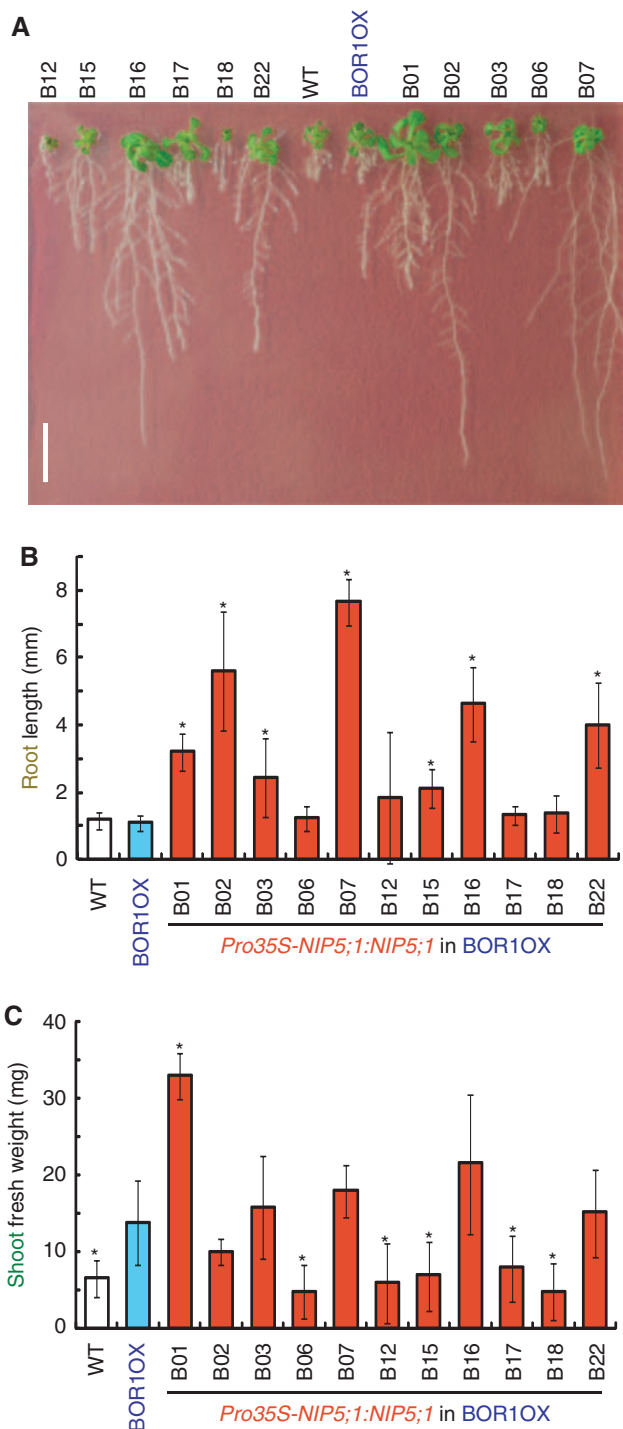 A
B12 B15 B16 B17 B18 B22 WT BOR1OX B01 B02 B03 B06 B07
B
Root length (mm)
8
6
4
2
0
* * * * * * *
WT BOR1OX B01 B02 B03 B06 B07 B12 B15 B16 B17 B18 B22
Pro35S-NIP5;1:NIP5;1 in BOR1OX
C
Shoot fresh weight (mg)
40
30
20
10
0
* * * * * * *
WT BOR1OX B01 B02 B03 B06 B07 B12 B15 B16 B17 B18 B22
Pro35S-NIP5;1:NIP5;1 in BOR1OX